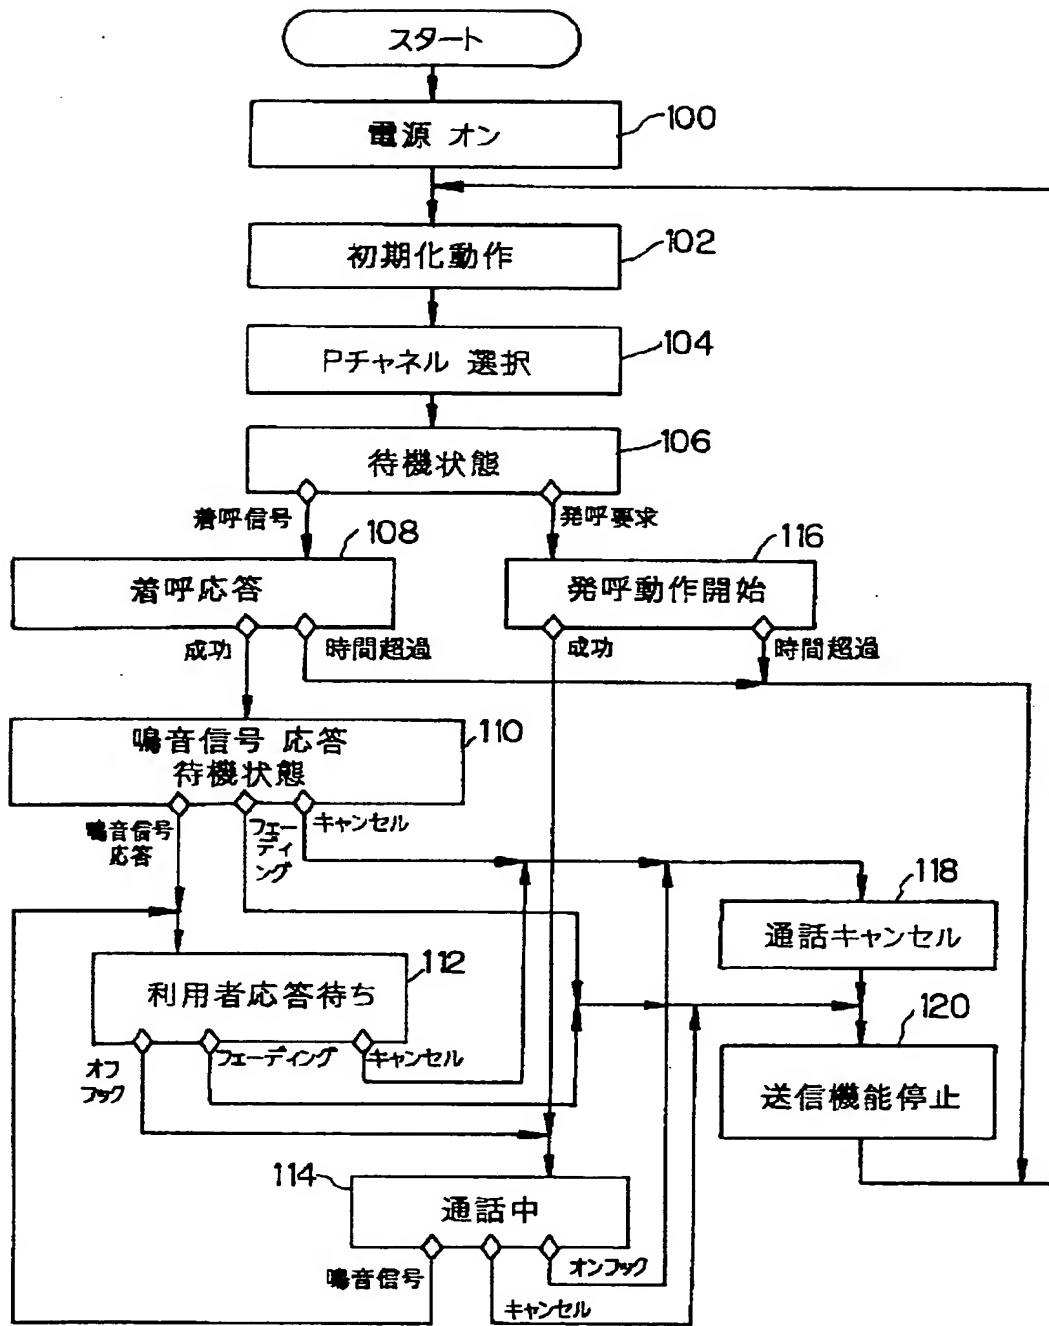 スタート
電源 オン
100
初期化動作
102
Pチャネル 選択
104
待機状態
106
着呼信号
発呼要求
着呼応答
108
発呼動作開始
116
成功
時間超過
成功
時間超過
鳴音信号 応答
待機状態
110
鳴音信号
応答
フェー
ディ
ング
キャンセル
通話キャンセル
118
利用者応答待ち
112
オフ
フック
フェーディング
キャンセル
送信機能停止
120
通話中
114
鳴音信号
キャンセル
オンフック